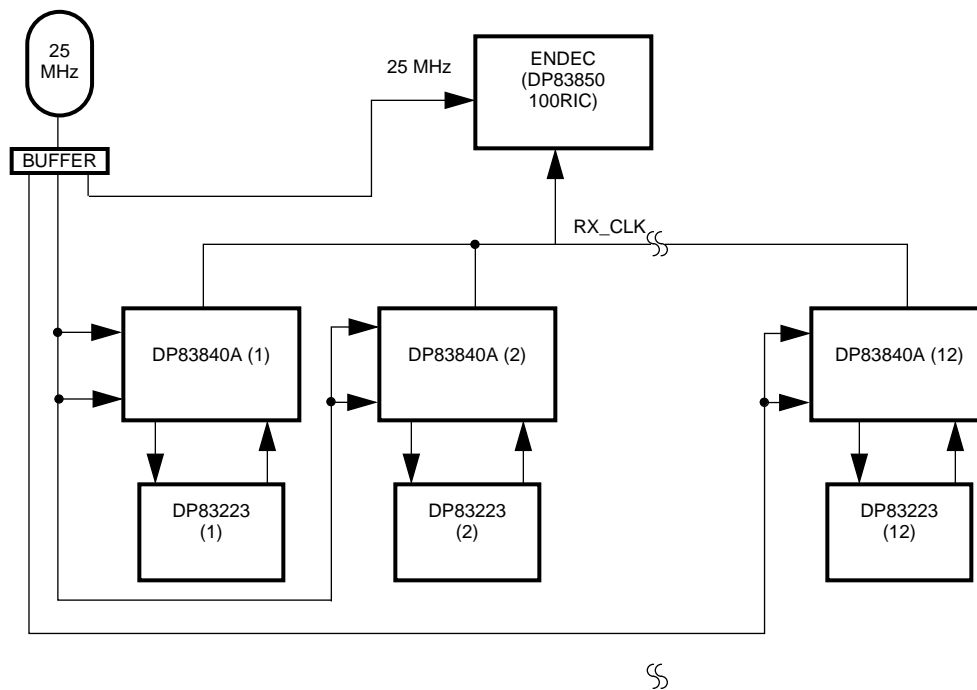 25
MHz
BUFFER
25 MHz
ENDEC
(DP83850
100RIC)
RX_CLK
DP83840A (1)
DP83840A (2)
DP83840A (12)
DP83223
(1)
DP83223
(2)
DP83223
(12)